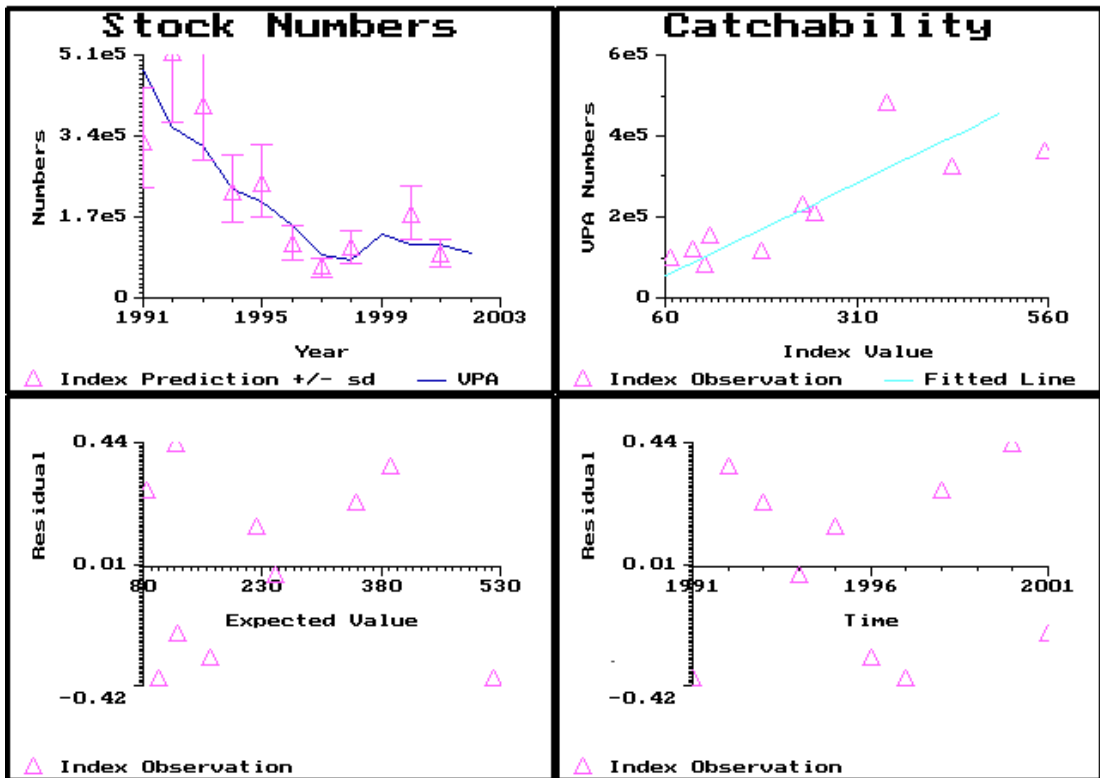 Stock Numbers
5.1e5
3.4e5
1.7e5
0
Numbers
1991 1995 1999 2003
Year
Index Prediction +/- sd VPA
Catchability
6e5
4e5
2e5
0
VPA Numbers
60 310 560
Index Value
Index Observation Fitted Line
0.44
0.01
-0.42
Residual
80 230 380 530
Expected Value
Index Observation
0.44
0.01
-0.42
Residual
1991 1996 2001
Time
Index Observation